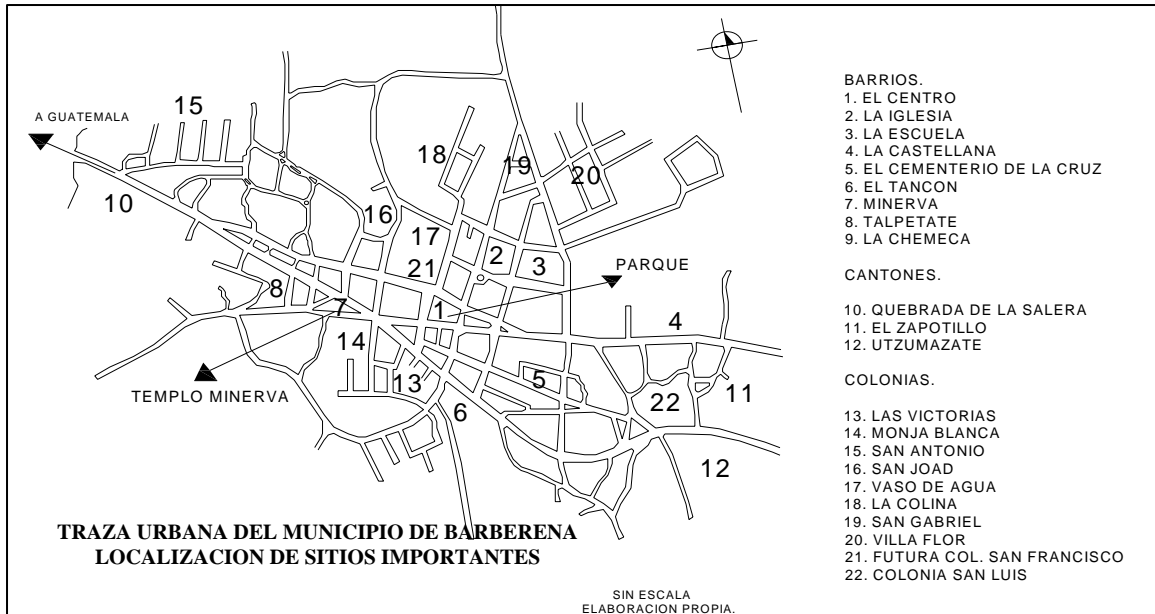 15
A GUATEMALA
18
19
20
10
16
17
2
3
21
PARQUE
8
7
1
4
14
TEMPLO MINERVA
13
5
6
22
11
12
TRAZA URBANA DEL MUNICIPIO DE BARBERENA
LOCALIZACION DE SITIOS IMPORTANTES
SIN ESCALA
ELABORACION PROPIA.
BARRIOS.
1. EL CENTRO
2. LA IGLESIA
3. LA ESCUELA
4. LA CASTELLANA
5. EL CEMENTERIO DE LA CRUZ
6. EL TANCON
7. MINERVA
8. TALPETATE
9. LA CHEMECA
CANTONES.
10. QUEBRADA DE LA SALERA
11. EL ZAPOTILLO
12. UTZUMAZATE
COLONIAS.
13. LAS VICTORIAS
14. MONJA BLANCA
15. SAN ANTONIO
16. SAN JOAD
17. VASO DE AGUA
18. LA COLINA
19. SAN GABRIEL
20. VILLA FLOR
21. FUTURA COL. SAN FRANCISCO
22. COLONIA SAN LUIS